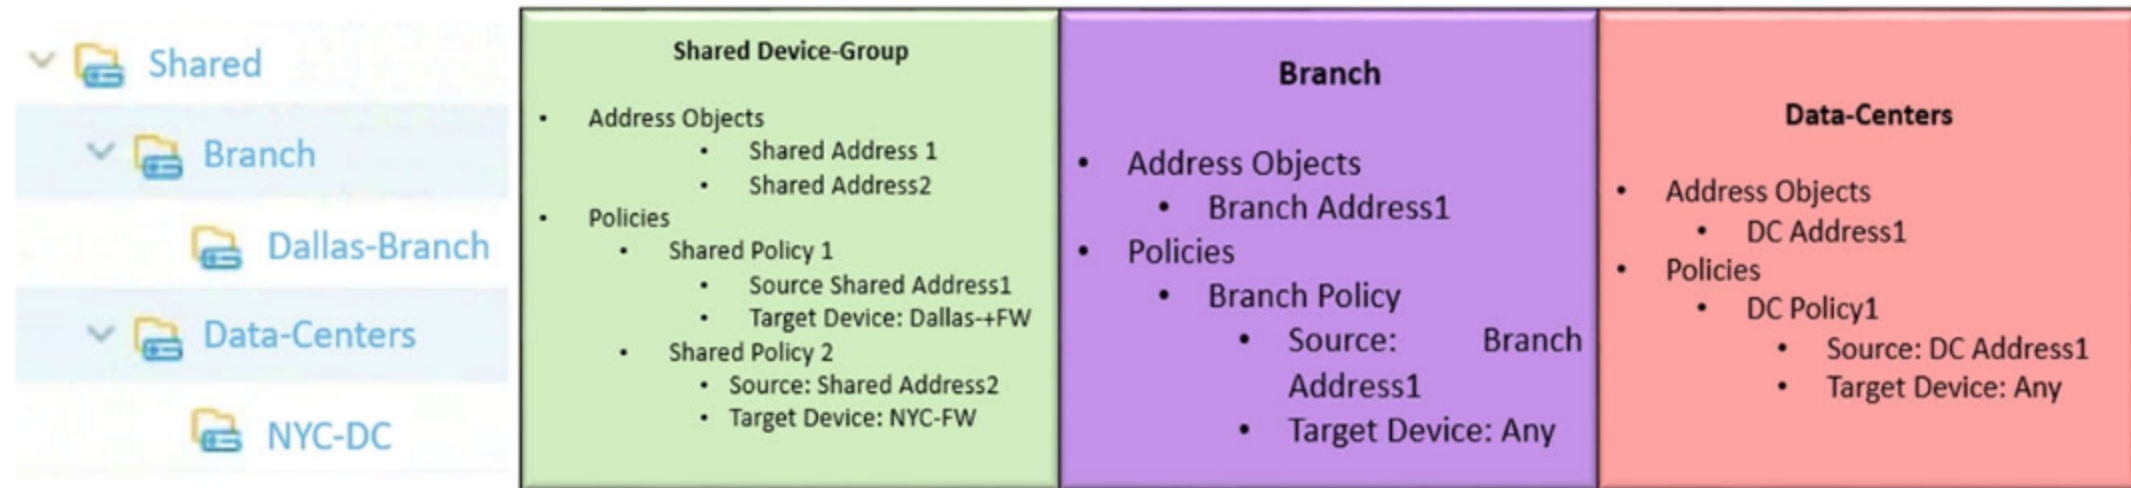 Shared
Branch
Dallas-Branch
Data-Centers
NYC-DC
Shared Device-Group
• Address Objects
• Shared Address 1
• Shared Address2
• Policies
• Shared Policy 1
• Source Shared Address1
• Target Device: Dallas-+FW
• Shared Policy 2
• Source: Shared Address2
• Target Device: NYC-FW
Branch
• Address Objects
• Branch Address1
• Policies
• Branch Policy
• Source: Branch
Address1
• Target Device: Any
Data-Centers
• Address Objects
• DC Address1
• Policies
• DC Policy1
• Source: DC Address1
• Target Device: Any